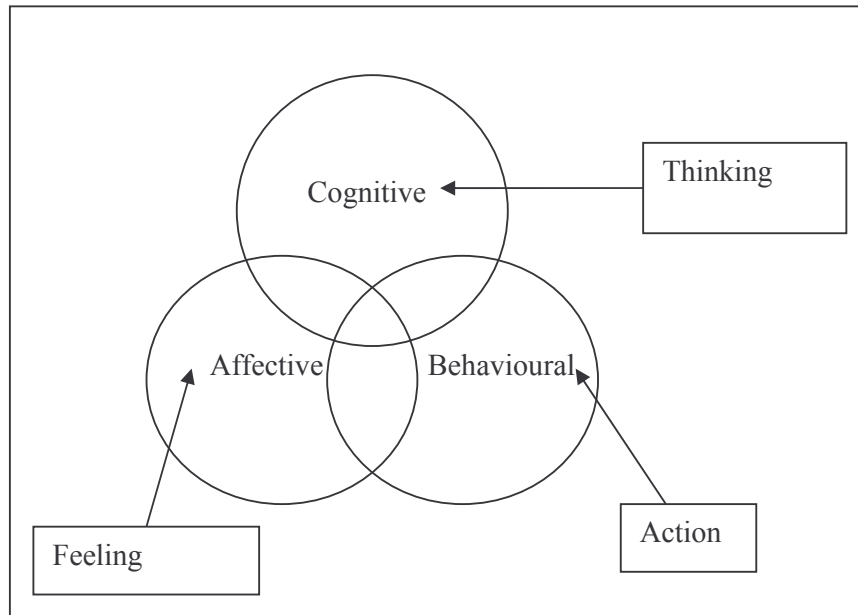 Thinking
Cognitive
Affective
Behavioural
Action
Feeling